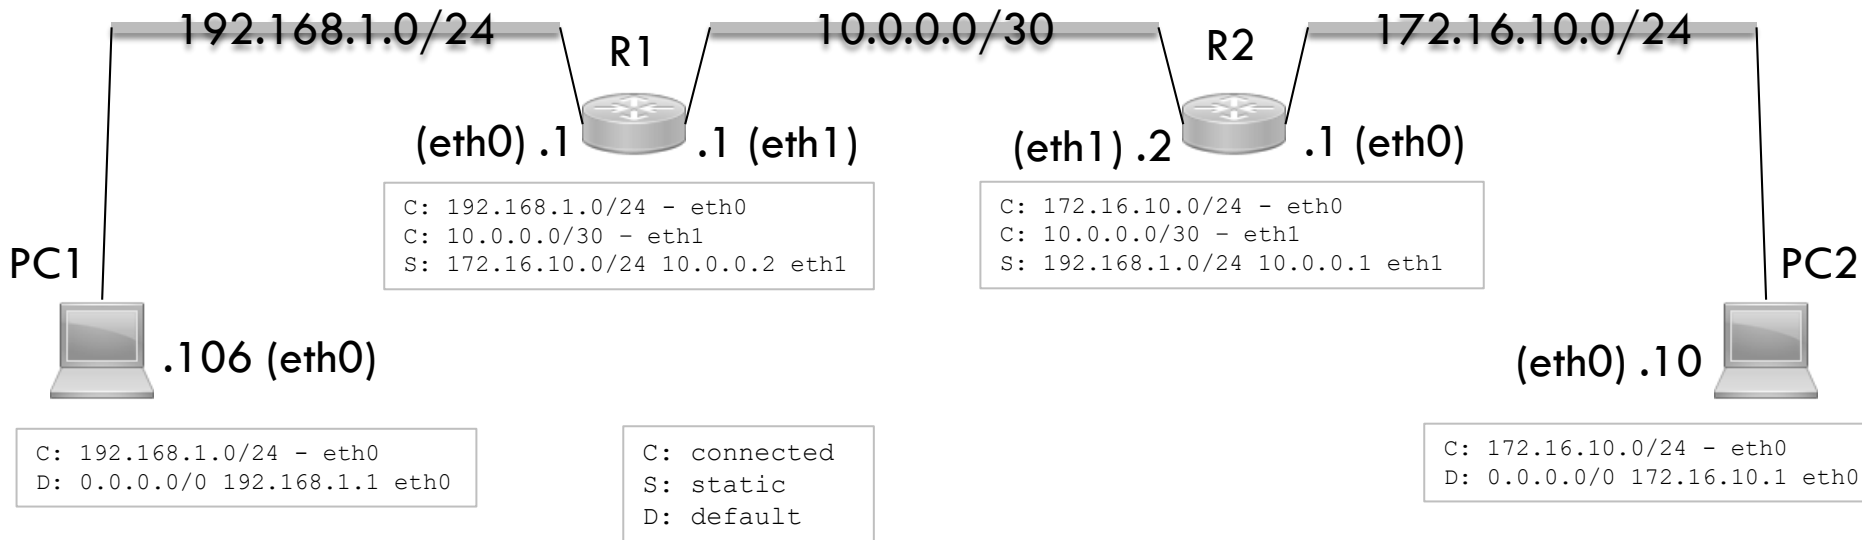 192.168.1.0/24
10.0.0.0/30
172.16.10.0/24
R1
R2
(eth0) .1
.1 (eth1)
(eth1) .2
.1 (eth0)
C: 192.168.1.0/24 - eth0
C: 10.0.0.0/30 – eth1
S: 172.16.10.0/24 10.0.0.2 eth1
C: 172.16.10.0/24 - eth0
C: 10.0.0.0/30 – eth1
S: 192.168.1.0/24 10.0.0.1 eth1
PC1
PC2
.106 (eth0)
(eth0) .10
C: 192.168.1.0/24 - eth0
D: 0.0.0.0/0 192.168.1.1 eth0
C: connected
S: static
D: default
C: 172.16.10.0/24 - eth0
D: 0.0.0.0/0 172.16.10.1 eth0